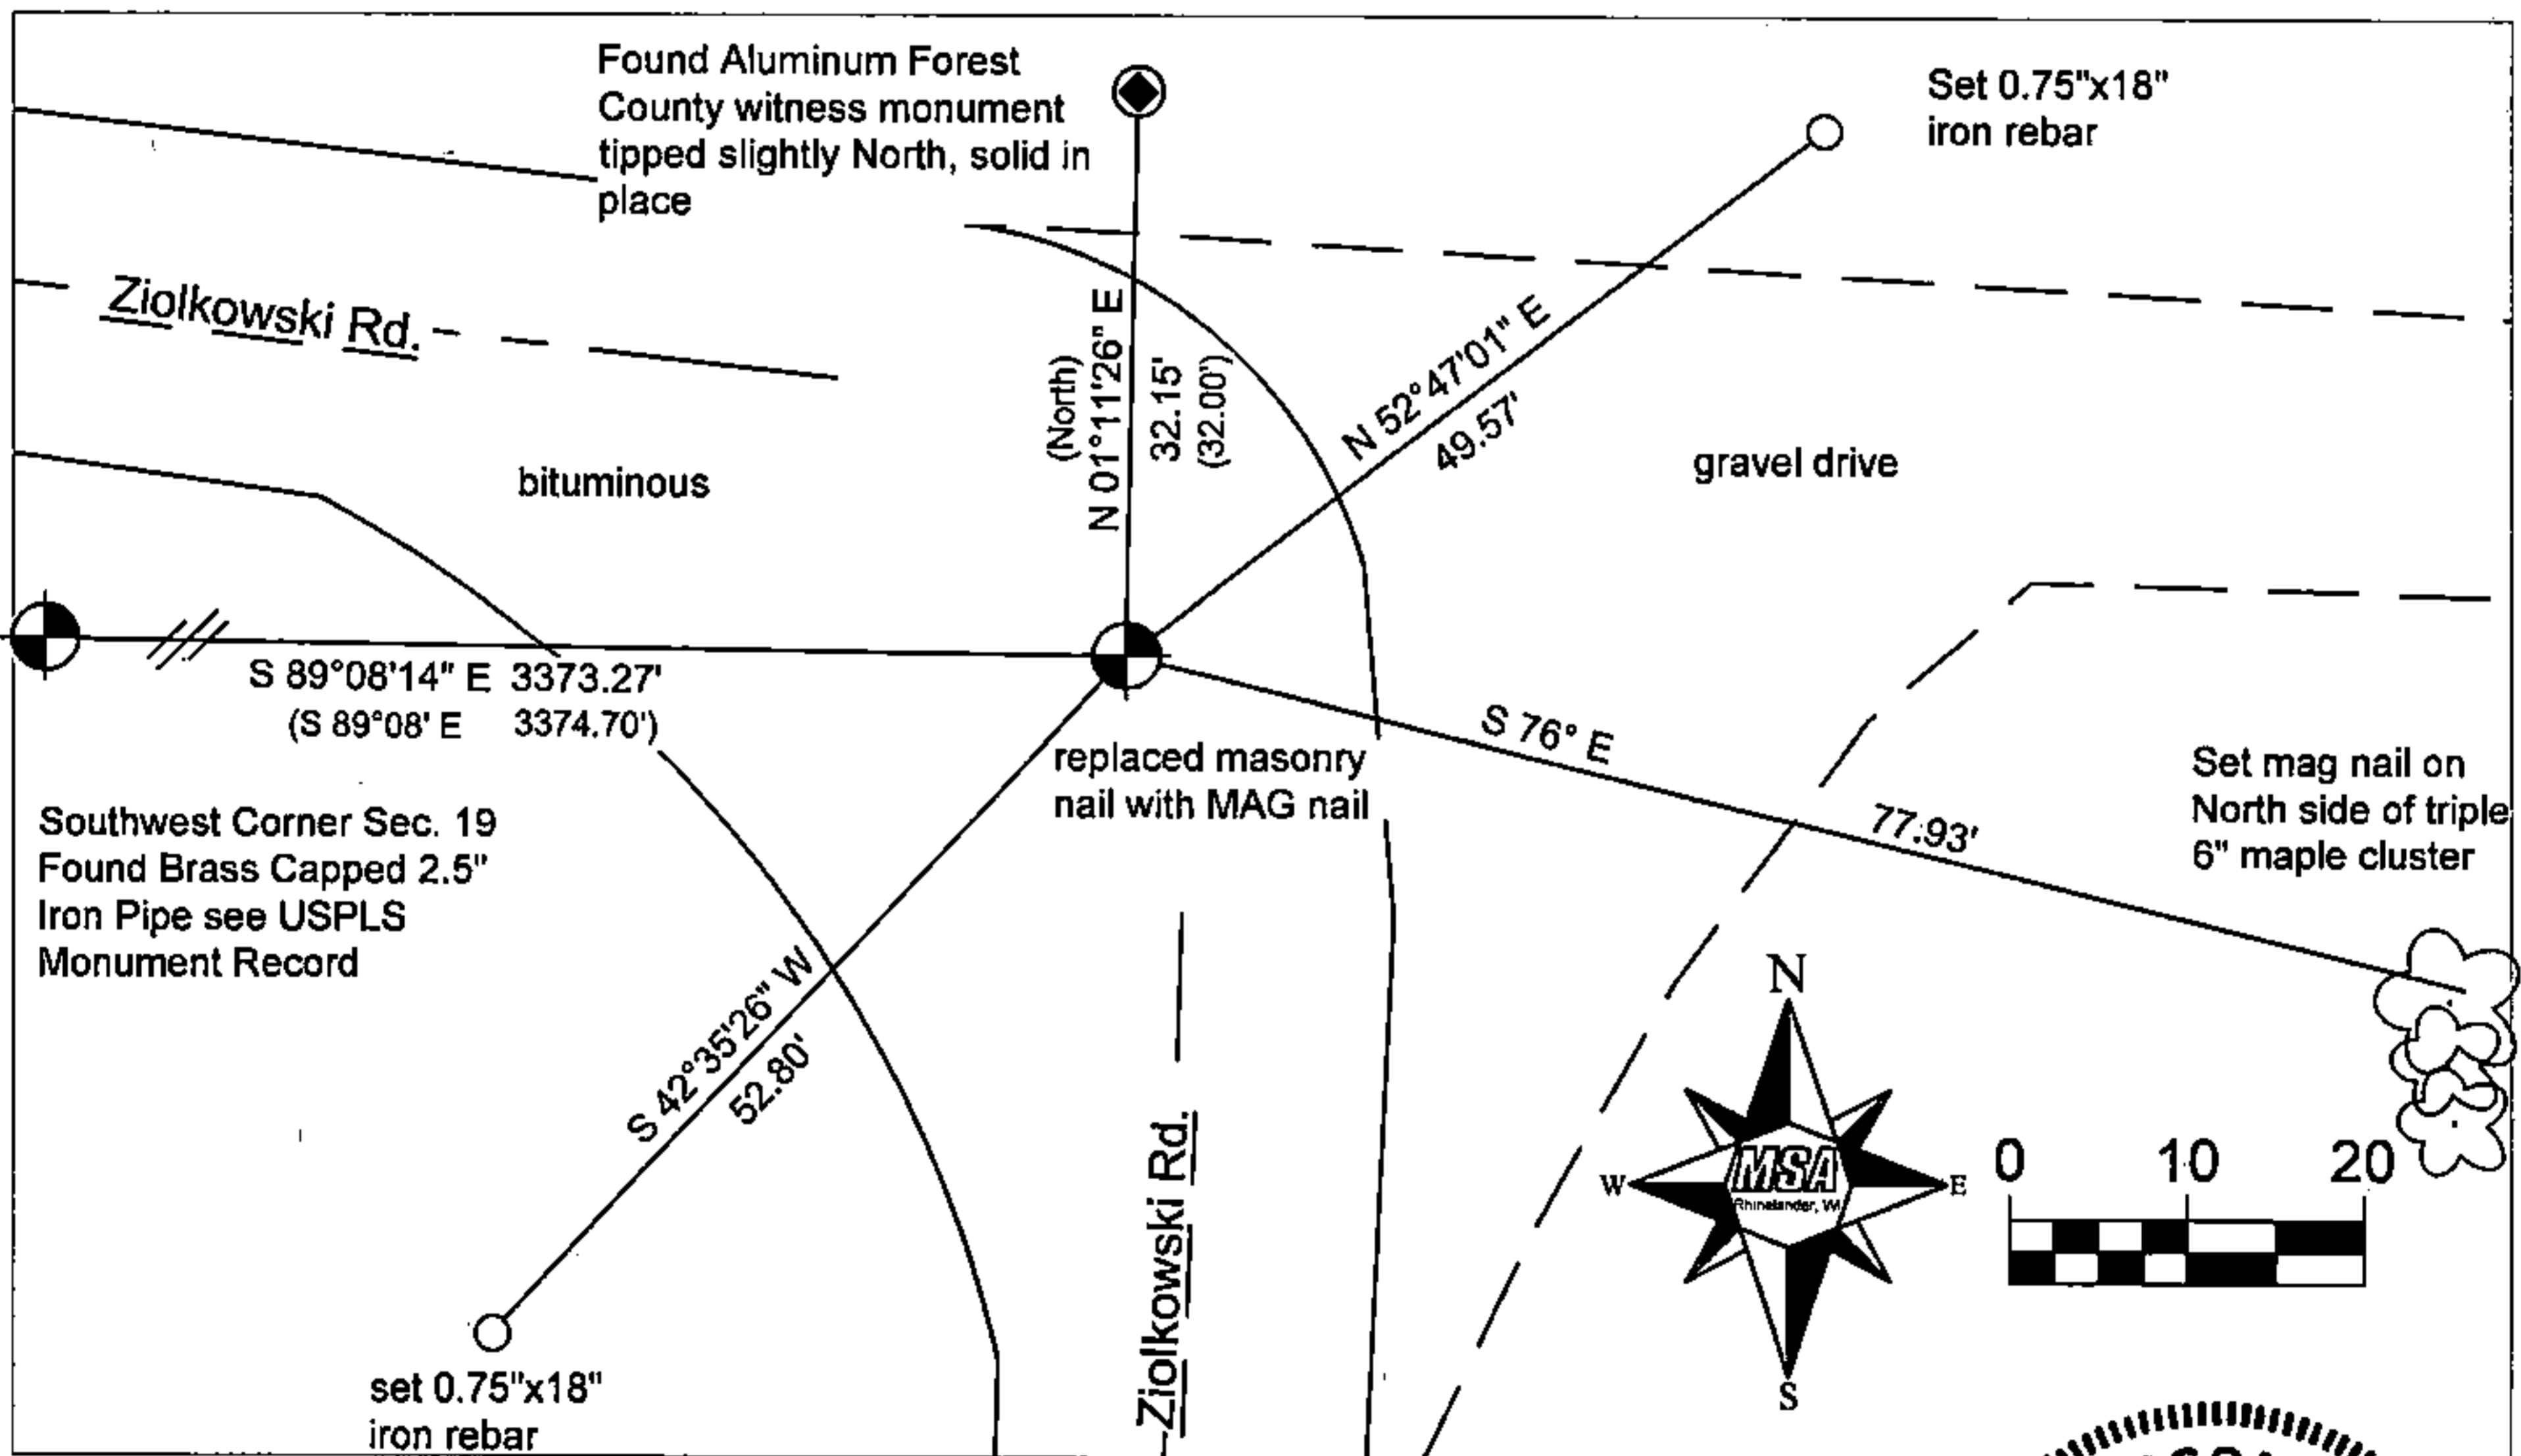 Found Aluminum Forest
County witness monument
tipped slightly North, solid in
place
Set 0.75"x18"
iron rebar
Ziolkowski Rd.
(North)
N 01°11'26" E
32.15'
(32.00')
N 52°47'01" E
49.57'
bituminous
gravel drive
S 89°08'14" E 3373.27'
(S 89°08' E 3374.70')
replaced masonry
nail with MAG nail
S 76° E
77.93'
Set mag nail on
North side of triple
6" maple cluster
Southwest Corner Sec. 19
Found Brass Capped 2.5"
Iron Pipe see USPLS
Monument Record
S 42°35'26" W
52.80'
Ziolkowski Rd.
N
W
E
S
MSA
Rhinelander, WI
0 10 20
set 0.75"x18"
iron rebar